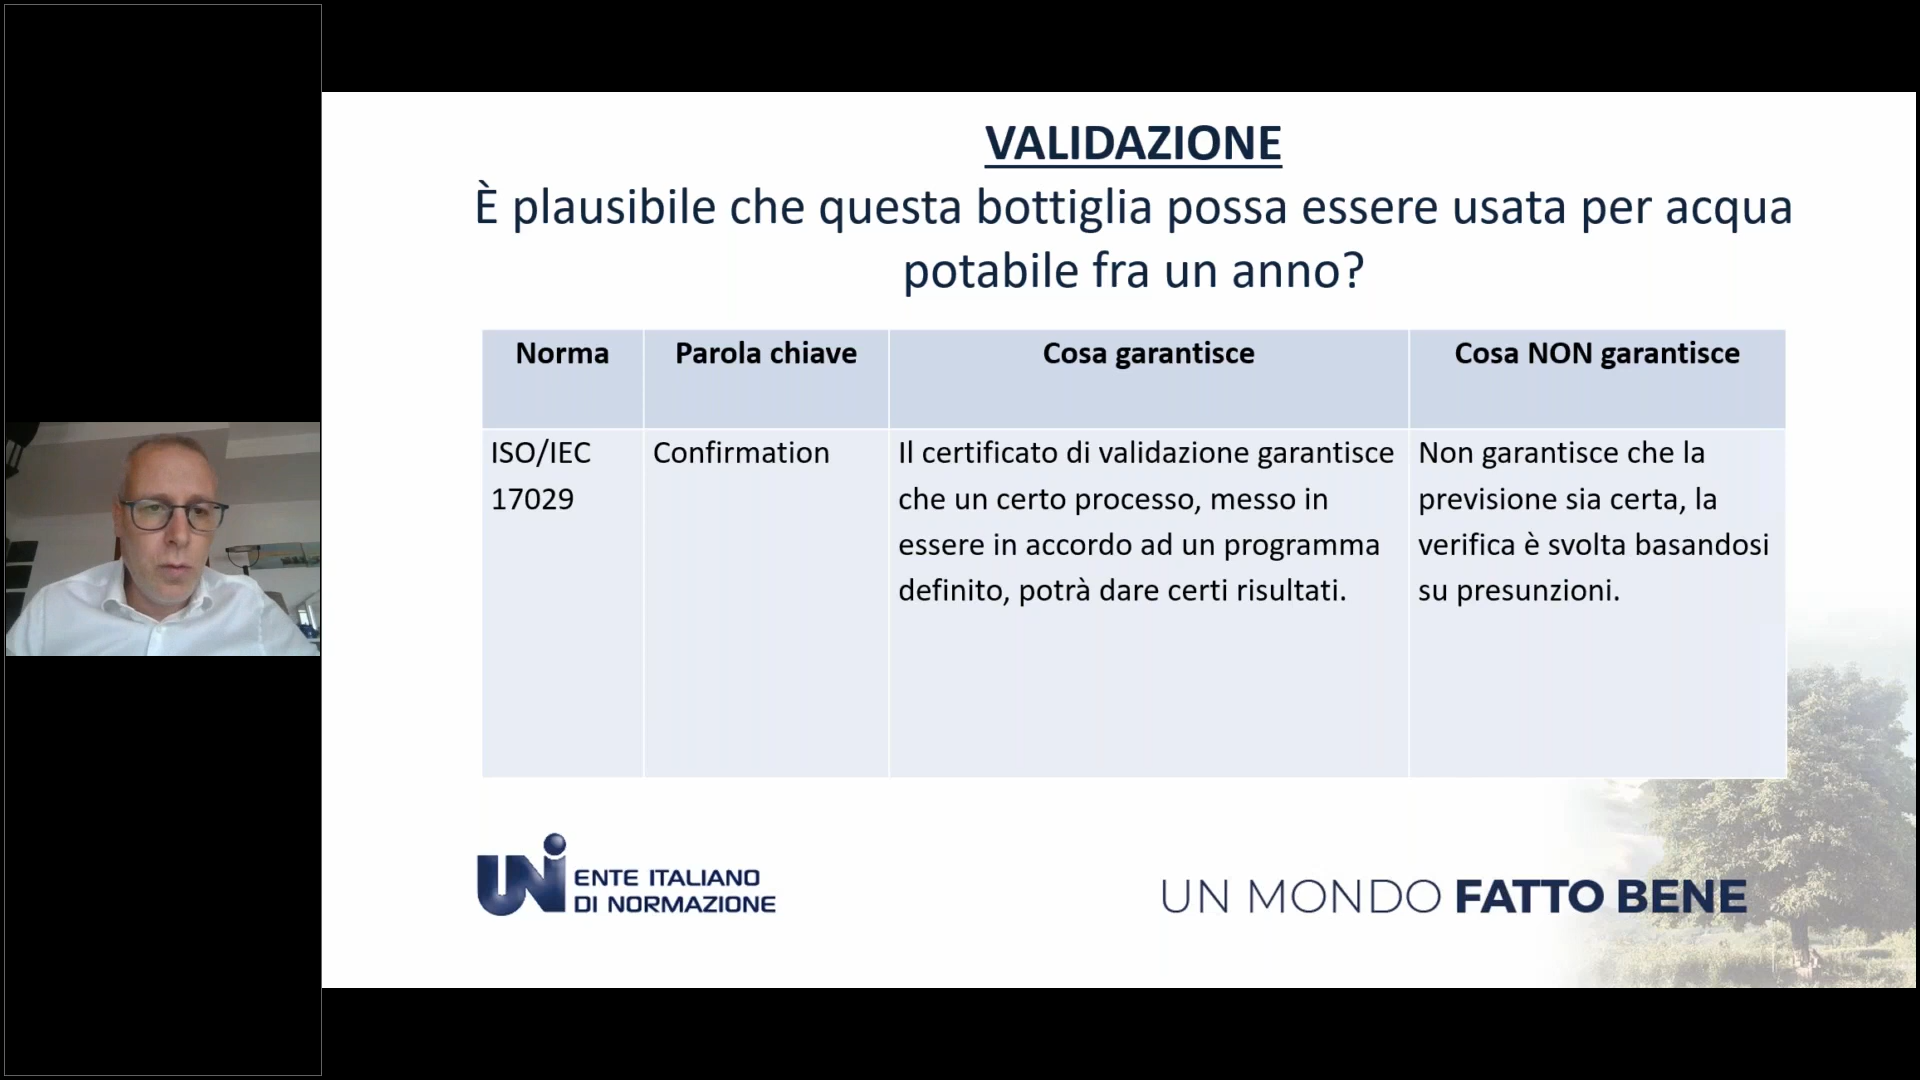 VALIDAZIONE
È plausibile che questa bottiglia possa essere usata per acqua
potabile fra un anno?
Norma
Parola chiave
Cosa garantisce
Cosa NON garantisce
ISO/IEC
17029
Confirmation
Il certificato di validazione garantisce
che un certo processo, messo in
essere in accordo ad un programma
definito, potrà dare certi risultati.
Non garantisce che la
previsione sia certa, la
verifica è svolta basandosi
su presunzioni.
UNI
ENTE ITALIANO
DI NORMAZIONE
UN MONDO FATTO BENE